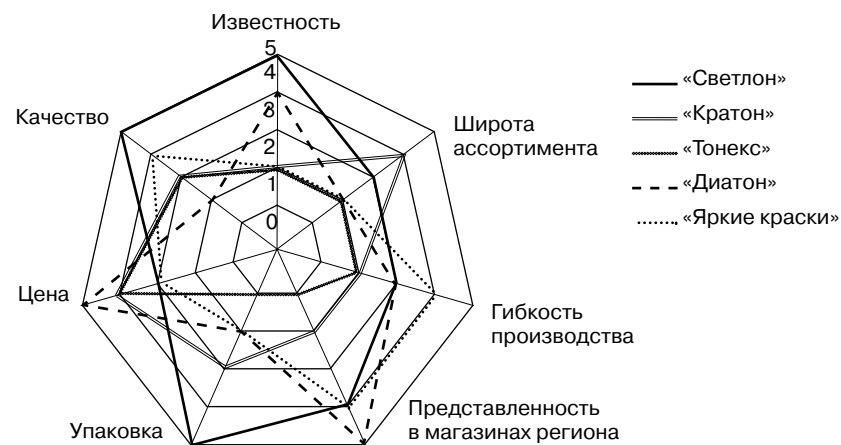 Известность
5
4
3
2
1
0
Качество
Широта
ассортимента
Цена
Гибкость
производства
Упаковка
Представленность
в магазинах региона
«Светлон»
«Кратон»
«Тонекс»
«Диатон»
«Яркие краски»